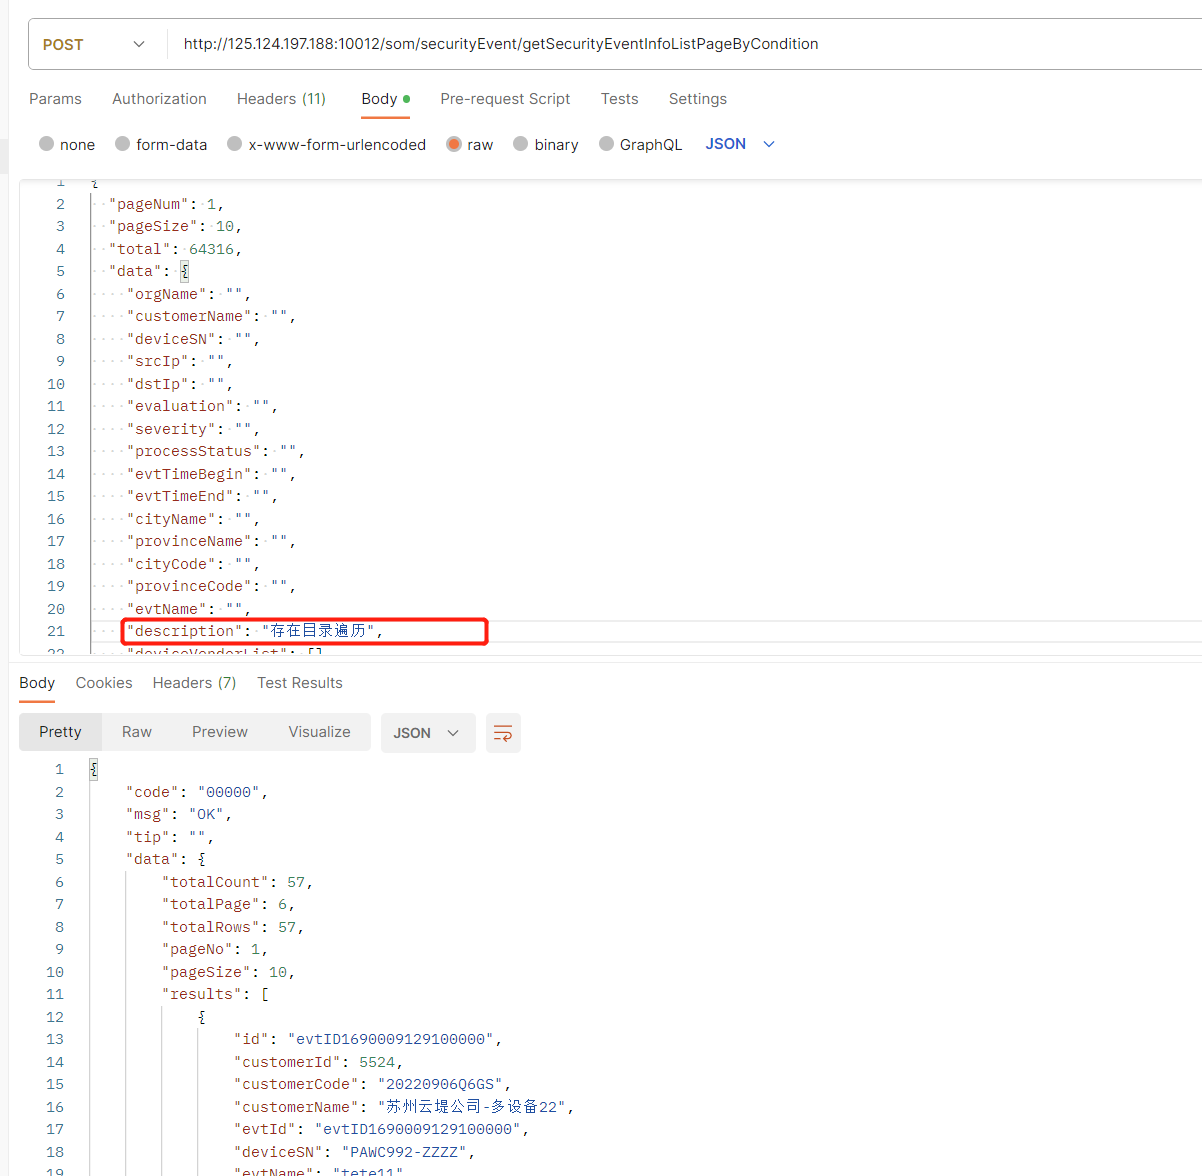 POST http://125.124.197.188:10012/som/securityEvent/getSecurityEventInfoListPageByCondition
Params Authorization Headers (11) Body Pre-request Script Tests Settings
none form-data x-www-form-urlencoded raw binary GraphQL JSON
1 {
2 "pageNum": 1,
3 "pageSize": 10,
4 "total": 64316,
5 "data": {
6 "orgName": "",
7 "customerName": "",
8 "deviceSN": "",
9 "srcIp": "",
10 "dstIp": "",
11 "evaluation": "",
12 "severity": "",
13 "processStatus": "",
14 "evtTimeBegin": "",
15 "evtTimeEnd": "",
16 "cityName": "",
17 "provinceName": "",
18 "cityCode": "",
19 "provinceCode": "",
20 "evtName": "",
21 "description": "存在目录遍历",
22 "deviceVenderList": []
Body Cookies Headers (7) Test Results
Pretty Raw Preview Visualize JSON
1 {
2 "code": "00000",
3 "msg": "OK",
4 "tip": "",
5 "data": {
6 "totalCount": 57,
7 "totalPage": 6,
8 "totalRows": 57,
9 "pageNo": 1,
10 "pageSize": 10,
11 "results": [
12 {
13 "id": "evtID1690009129100000",
14 "customerId": 5524,
15 "customerCode": "20220906Q6GS",
16 "customerName": "苏州云堤公司-多设备22",
17 "evtId": "evtID1690009129100000",
18 "deviceSN": "PAWC992-ZZZZ",
19 "evtName": "tete11"